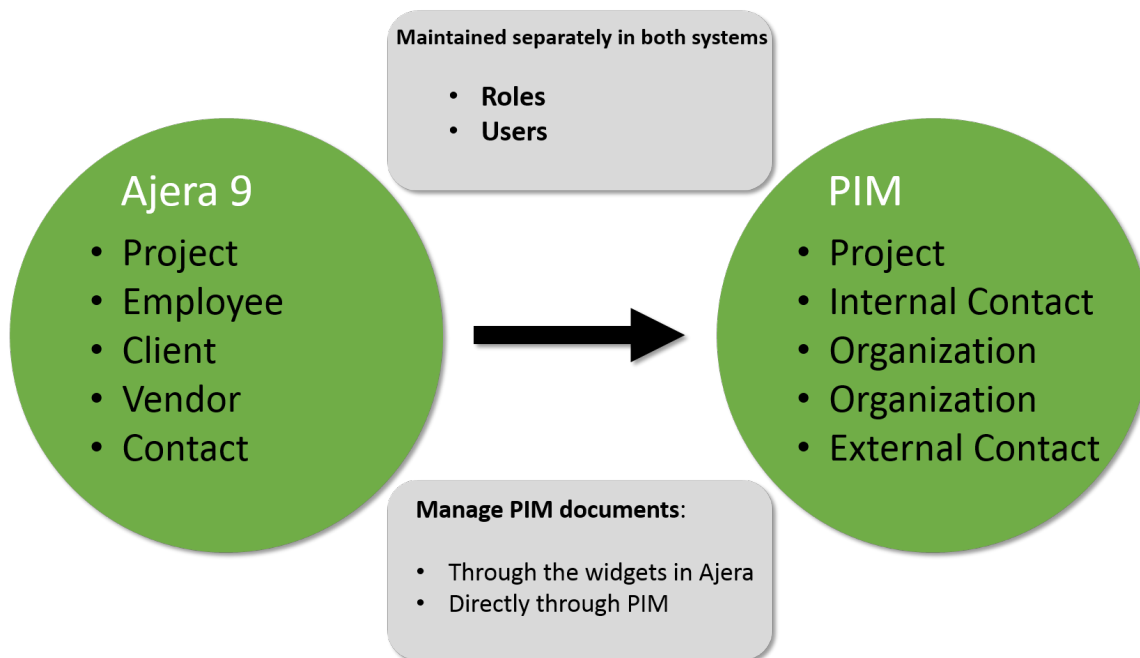 Maintained separately in both systems
• Roles
• Users
Ajera 9
• Project
• Employee
• Client
• Vendor
• Contact
PIM
• Project
• Internal Contact
• Organization
• Organization
• External Contact
Manage PIM documents:
• Through the widgets in Ajera
• Directly through PIM